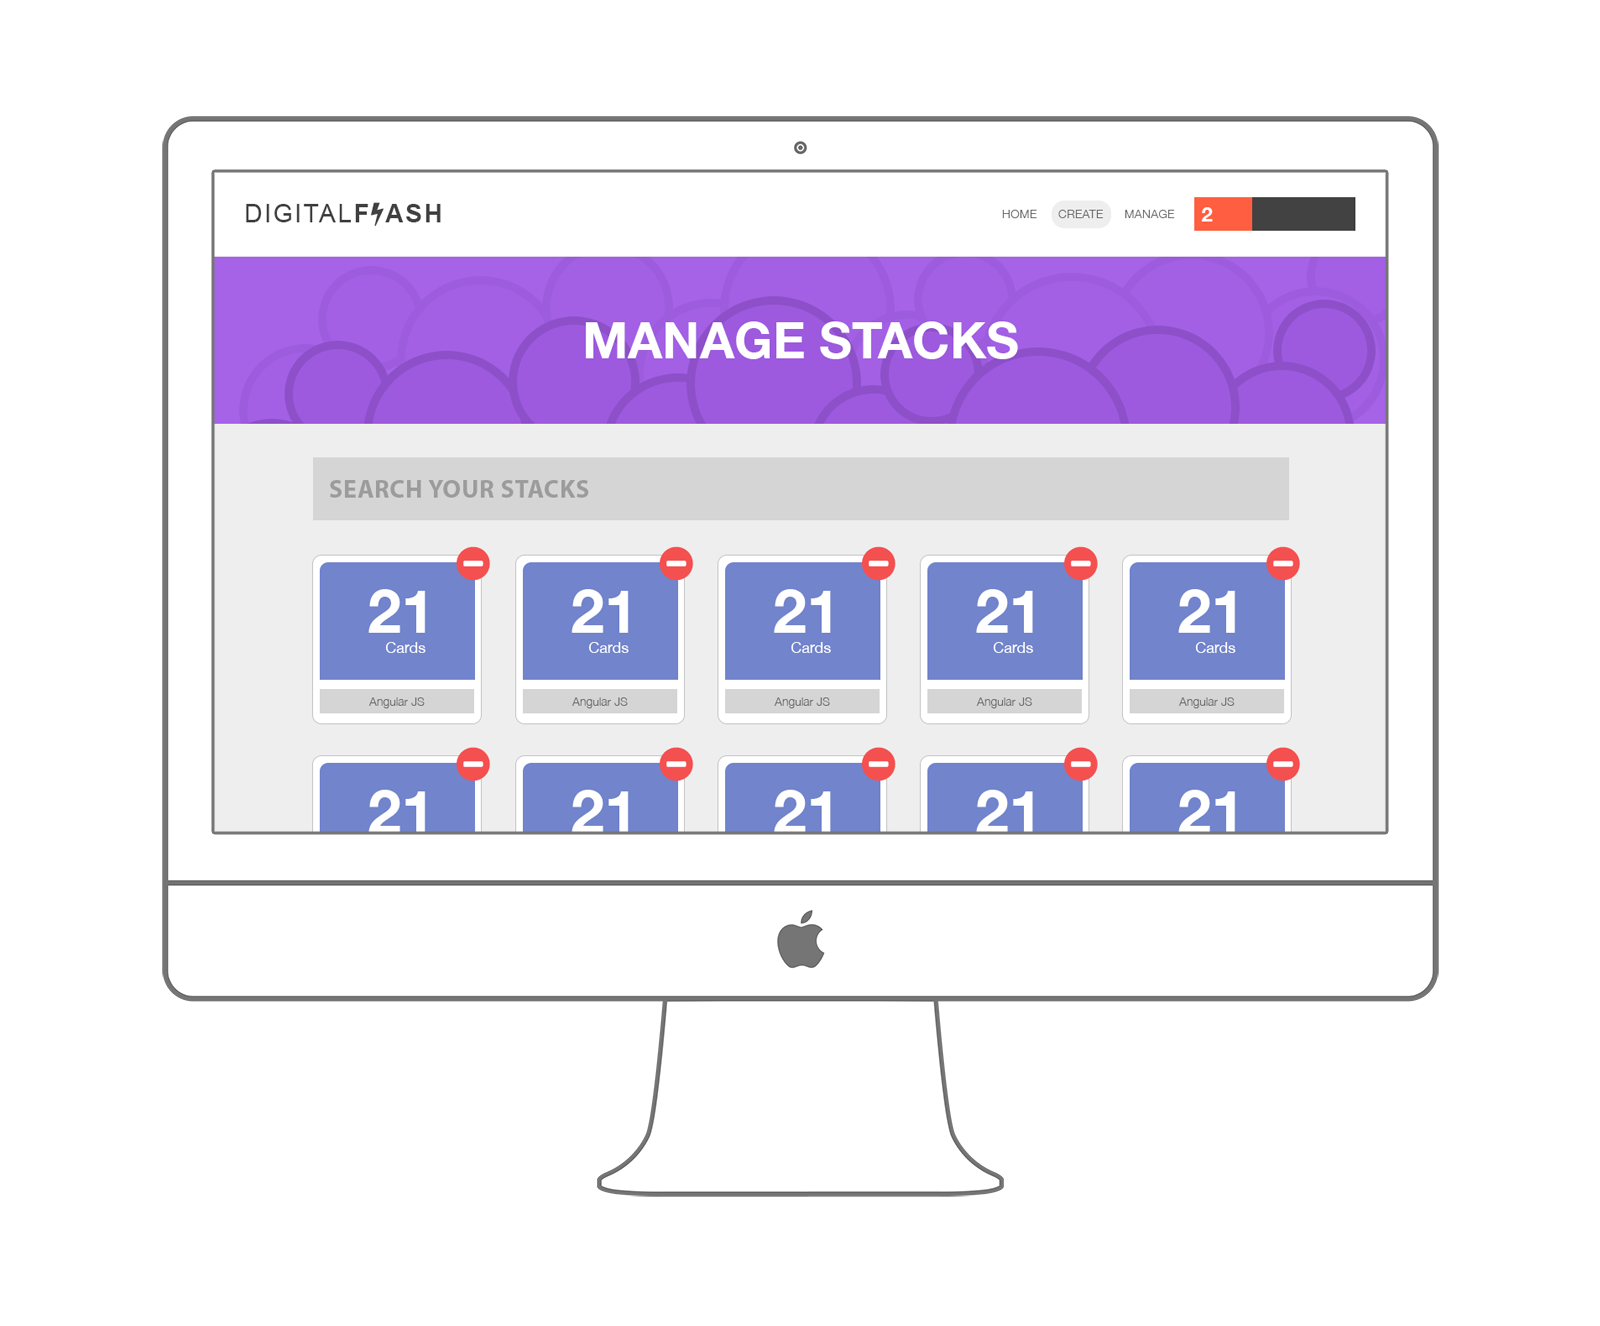 DIGITALFLASH
HOME CREATE MANAGE 2
MANAGE STACKS
SEARCH YOUR STACKS
21 21 21 21 21
Cards Cards Cards Cards Cards
Angular JS Angular JS Angular JS Angular JS Angular JS
21 21 21 21 21